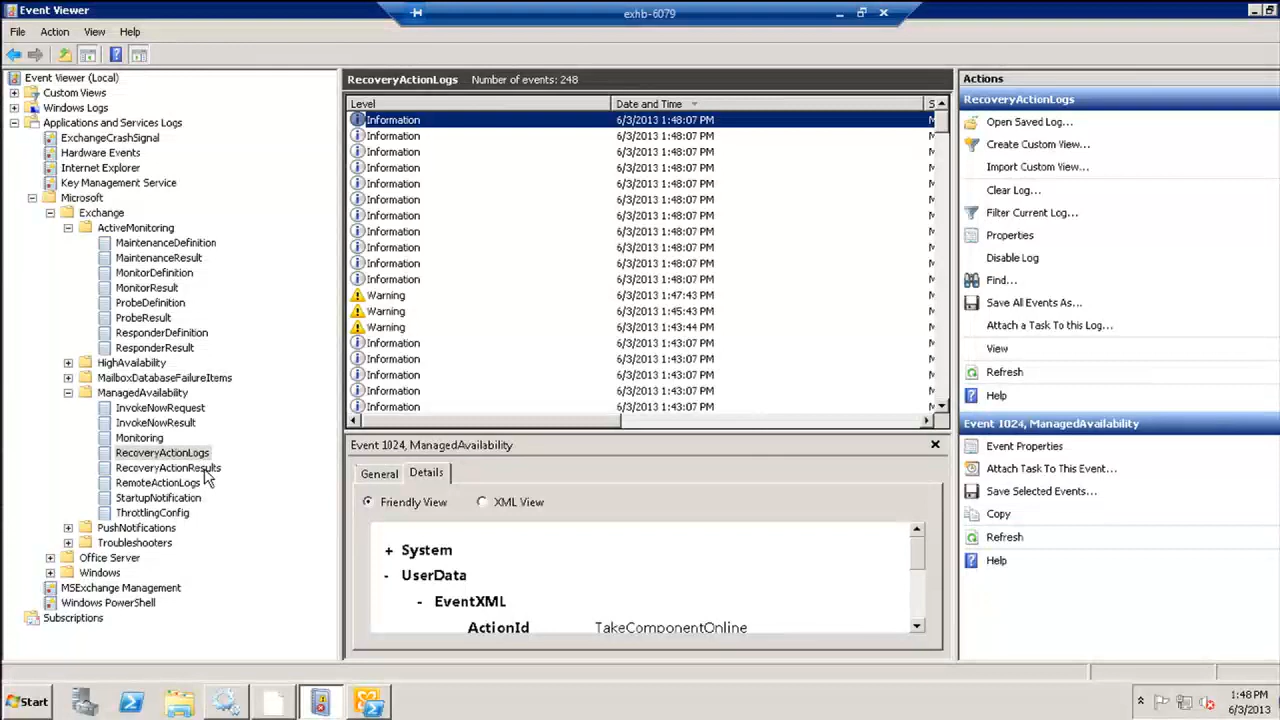 Event Viewer
exhb-6079
File Action View Help
Event Viewer (Local)
Custom Views
Windows Logs
Applications and Services Logs
ExchangeCrashSignal
Hardware Events
Internet Explorer
Key Management Service
Microsoft
Exchange
ActiveMonitoring
MaintenanceDefinition
MaintenanceResult
MonitorDefinition
MonitorResult
ProbeDefinition
ProbeResult
ResponderDefinition
ResponderResult
HighAvailability
MailboxDatabaseFailureItems
ManagedAvailability
InvokeNowRequest
InvokeNowResult
Monitoring
RecoveryActionLogs
RecoveryActionResults
RemoteActionLogs
StartupNotification
ThrottlingConfig
PushNotifications
Troubleshooters
Office Server
Windows
MSExchange Management
Windows PowerShell
Subscriptions
RecoveryActionLogs Number of events: 248
Level Date and Time S
Information 6/3/2013 1:48:07 PM M
Information 6/3/2013 1:48:07 PM M
Information 6/3/2013 1:48:07 PM M
Information 6/3/2013 1:48:07 PM M
Information 6/3/2013 1:48:07 PM M
Information 6/3/2013 1:48:07 PM M
Information 6/3/2013 1:48:07 PM M
Information 6/3/2013 1:48:07 PM M
Information 6/3/2013 1:48:07 PM M
Information 6/3/2013 1:48:07 PM M
Information 6/3/2013 1:48:07 PM M
Warning 6/3/2013 1:47:43 PM M
Warning 6/3/2013 1:45:43 PM M
Warning 6/3/2013 1:43:44 PM M
Information 6/3/2013 1:43:07 PM M
Information 6/3/2013 1:43:07 PM M
Information 6/3/2013 1:43:07 PM M
Information 6/3/2013 1:43:07 PM M
Information 6/3/2013 1:43:07 PM M
Event 1024, ManagedAvailability
General Details
Friendly View XML View
+ System
- UserData
- EventXML
ActionId TakeComponentOnline
Actions
RecoveryActionLogs
Open Saved Log...
Create Custom View...
Import Custom View...
Clear Log...
Filter Current Log...
Properties
Disable Log
Find...
Save All Events As...
Attach a Task To this Log...
View
Refresh
Help
Event 1024, ManagedAvailability
Event Properties
Attach Task To This Event...
Save Selected Events...
Copy
Refresh
Help
Start
1:48 PM
6/3/2013